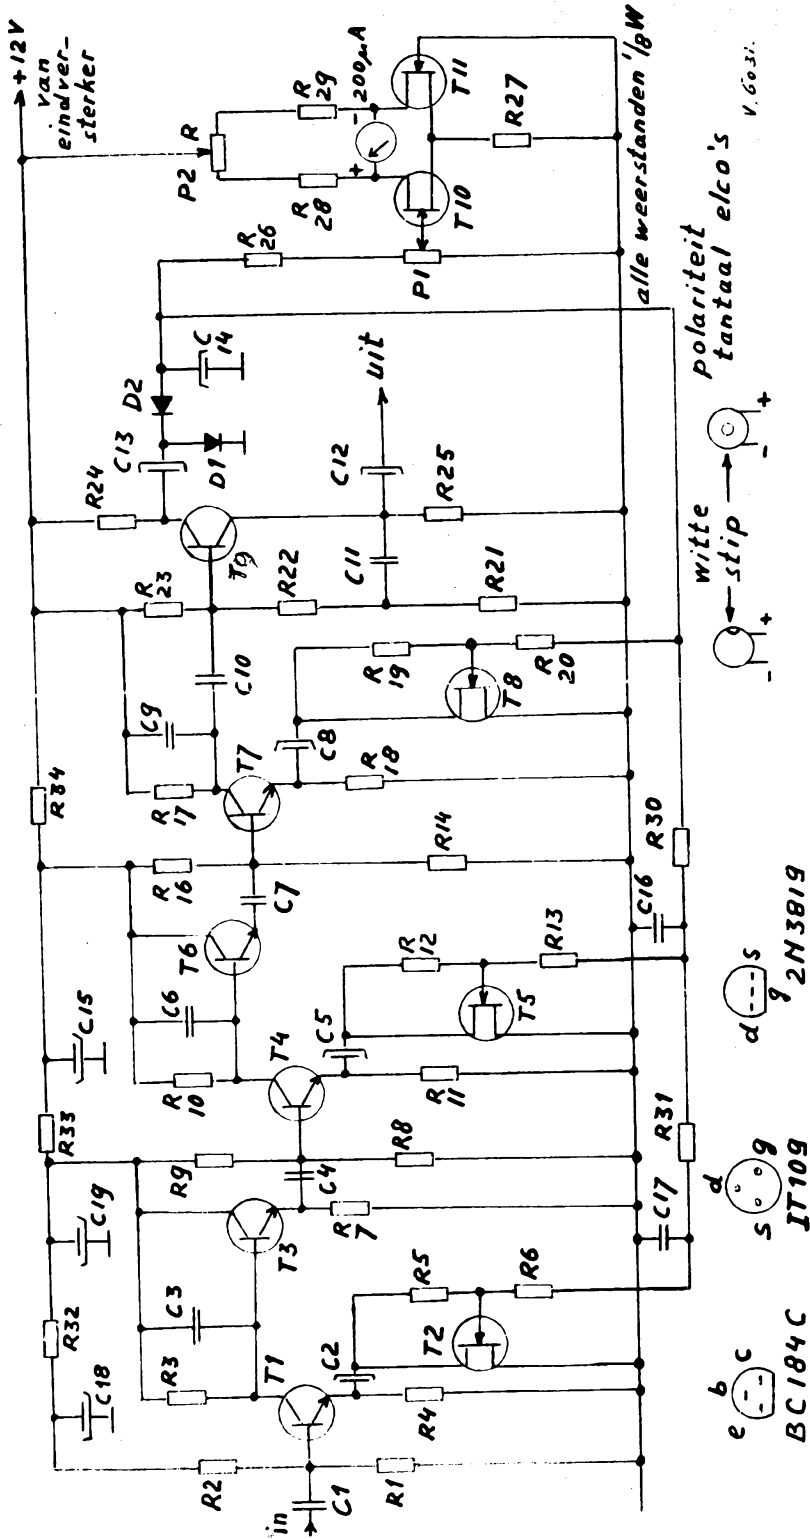 +12V
van
eindver-
sterker
C18
R32
C19
R33
C15
R34
R2
R3
C3
T1
T3
R9
R
10
C6
T4
T6
R
16
R
17
C9
T7
R
23
C10
T9
R24
C13
D1
D2
C
14
R
26
P2
R
R
28
R
29
+
-
200µA
P1
T10
T11
in
C1
R1
C2
R4
R5
T2
R6
R
7
C4
R8
C5
R
11
R
12
T5
R13
C7
R14
C8
R
18
R
19
T8
R
20
R22
C11
R21
C12
uit
R25
R27
alle weerstanden 1/8W
C17
R31
C16
R30
e b c
BC184C
s d g
IT109
d g s
2N3819
witte
stip
- +
- +
polariteit
tantaal elco's
V.6031.